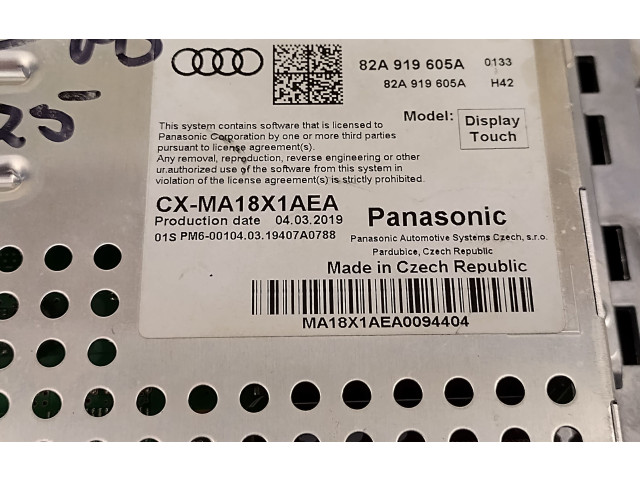 25
82A 919 605A 0133
82A 919 605A H42
Model: Display Touch
This system contains software that is licensed to
Panasonic Corporation by one or more third parties
pursuant to license agreement(s).
Any removal, reproduction, reverse engineering or other
ur.authorized use of the software from this system in
violation of the license agreement(s) is strictly prohibited.
CX-MA18X1AEA
Production date 04.03.2019
01S PM6-00104.03.19407A0788
Panasonic
Panasonic Automotive Systems Czech, s.r.o.
Pardubice, Czech Republic
Made in Czech Republic
MA18X1AEA0094404